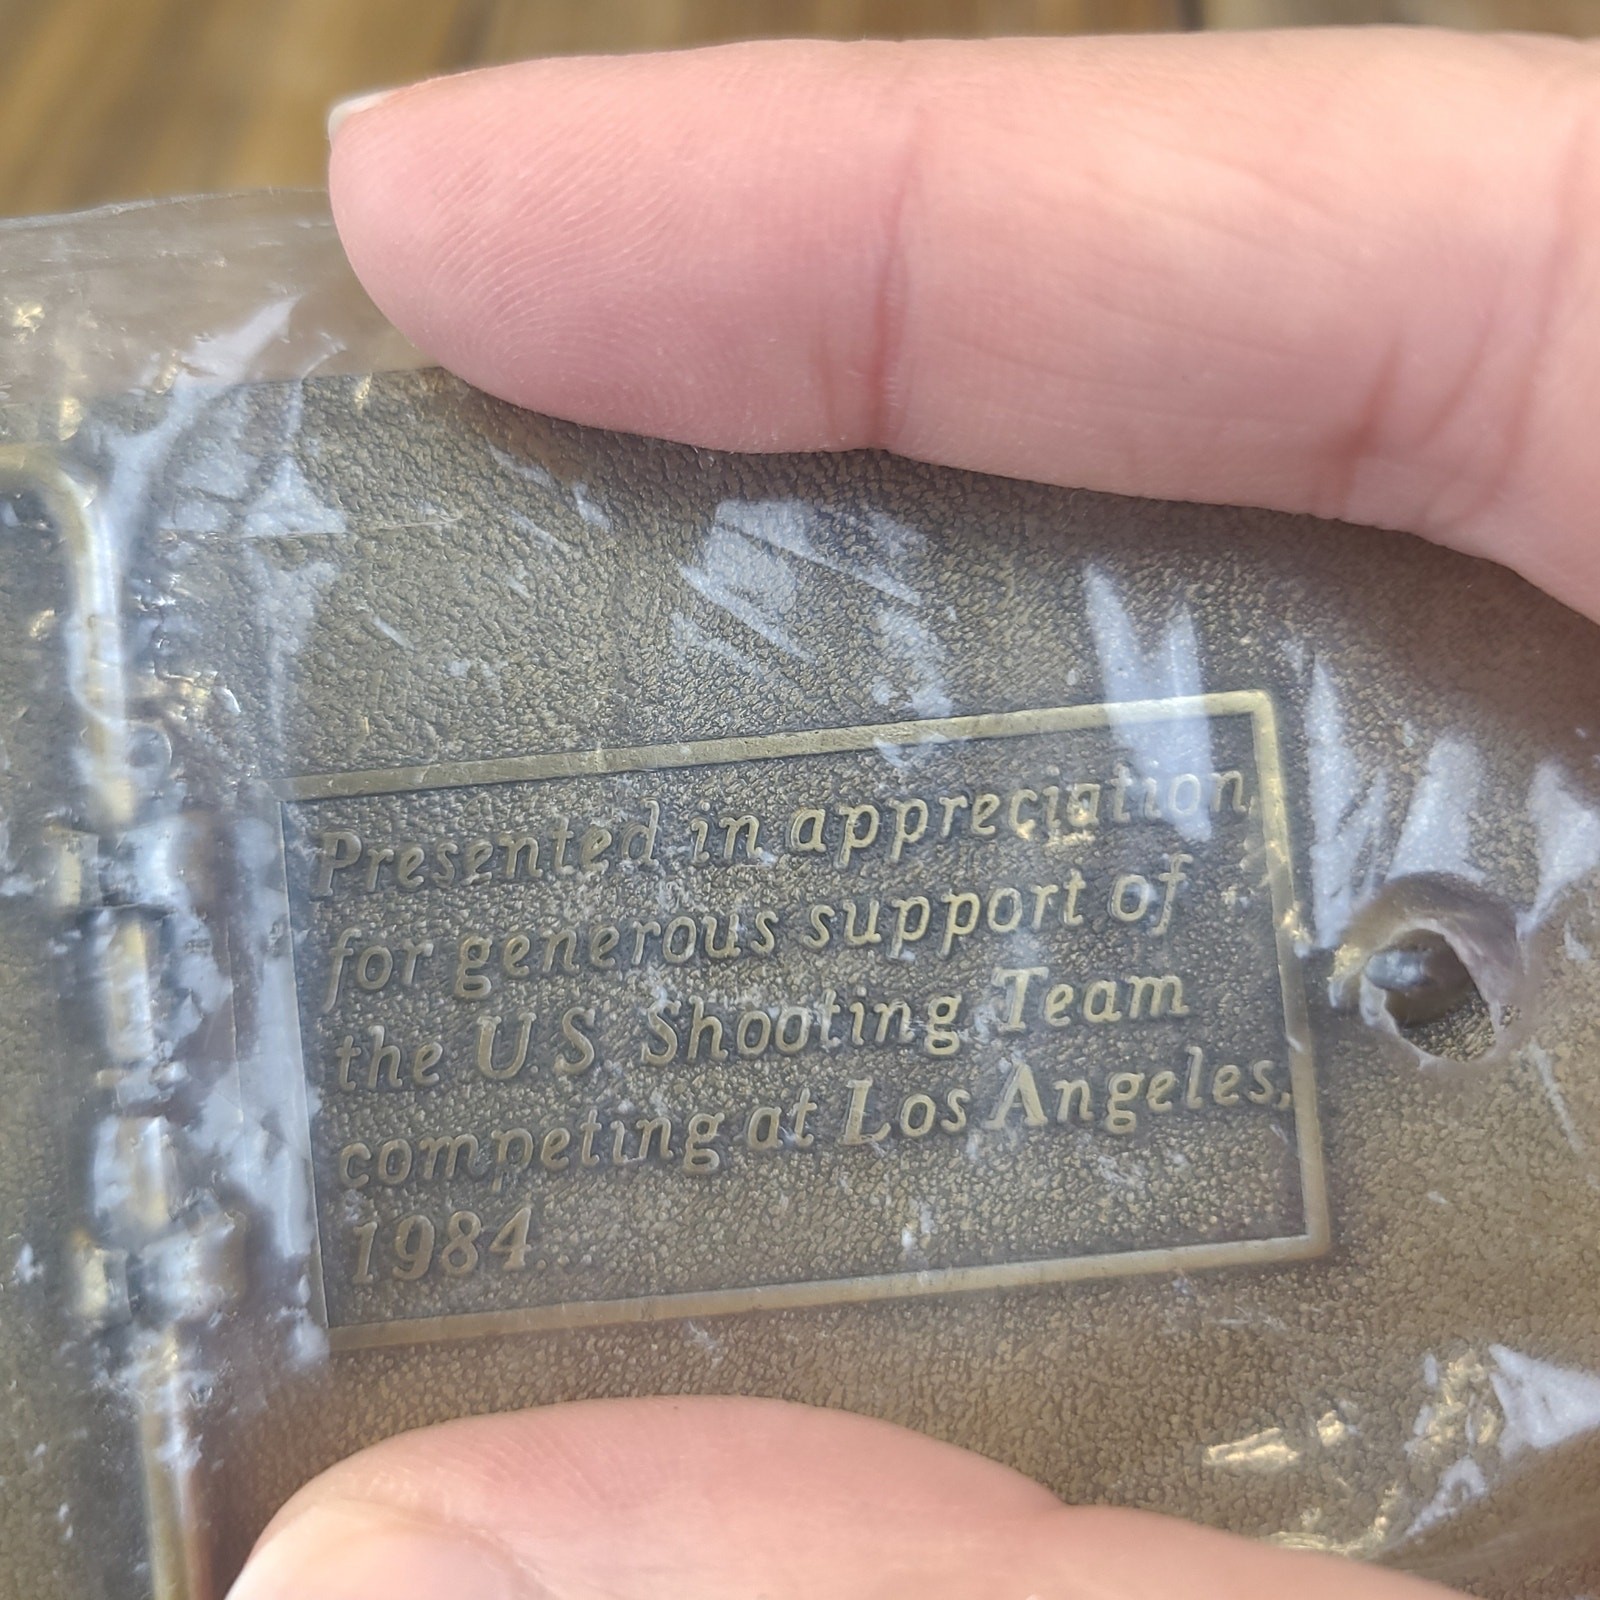 Presented in appreciation
for generous support of
the U.S. Shooting Team
competing at Los Angeles,
1984.